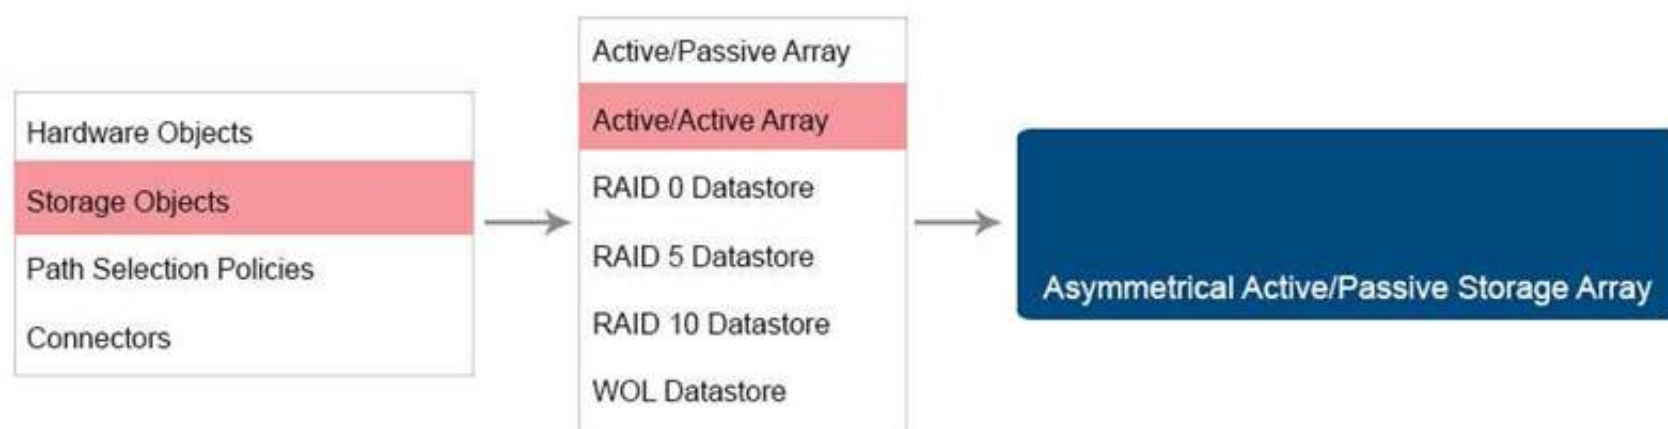 Hardware Objects
Storage Objects
Path Selection Policies
Connectors
Active/Passive Array
Active/Active Array
RAID 0 Datastore
RAID 5 Datastore
RAID 10 Datastore
WOL Datastore
Asymmetrical Active/Passive Storage Array